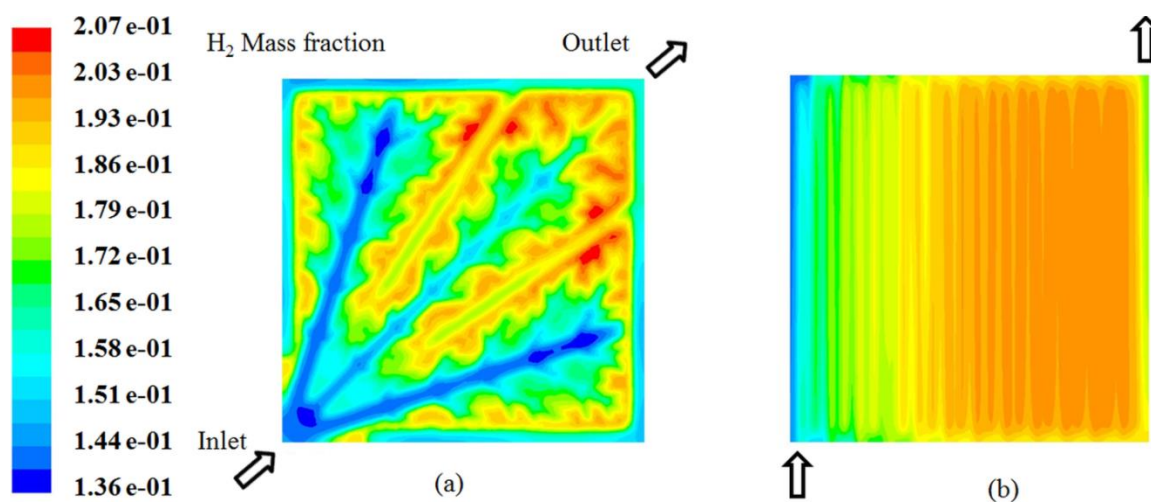 2.07 e-01
2.03 e-01
1.93 e-01
1.86 e-01
1.79 e-01
1.72 e-01
1.65 e-01
1.58 e-01
1.51 e-01
1.44 e-01
1.36 e-01
H₂ Mass fraction
Outlet
Inlet
(a)
(b)